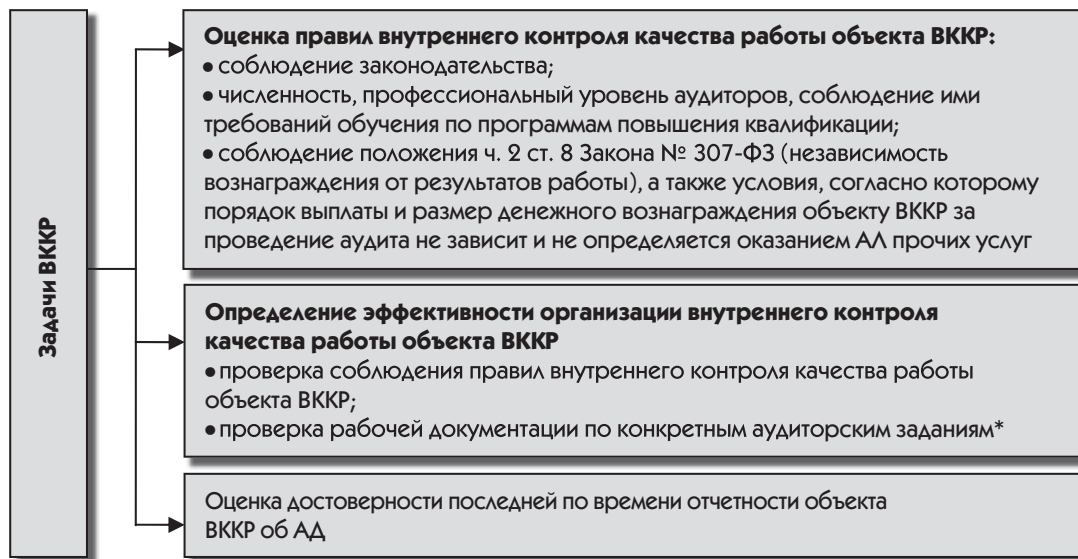 Задачи ВККР
Оценка правил внутреннего контроля качества работы объекта ВККР:
● соблюдение законодательства;
● численность, профессиональный уровень аудиторов, соблюдение ими
требований обучения по программам повышения квалификации;
● соблюдение положения ч. 2 ст. 8 Закона № 307-ФЗ (независимость
вознаграждения от результатов работы), а также условия, согласно которому
порядок выплаты и размер денежного вознаграждения объекту ВККР за
проведение аудита не зависит и не определяется оказанием АЛ прочих услуг
Определение эффективности организации внутреннего контроля
качества работы объекта ВККР
● проверка соблюдения правил внутреннего контроля качества работы
объекта ВККР;
● проверка рабочей документации по конкретным аудиторским заданиям*
Оценка достоверности последней по времени отчетности объекта
ВККР об АД